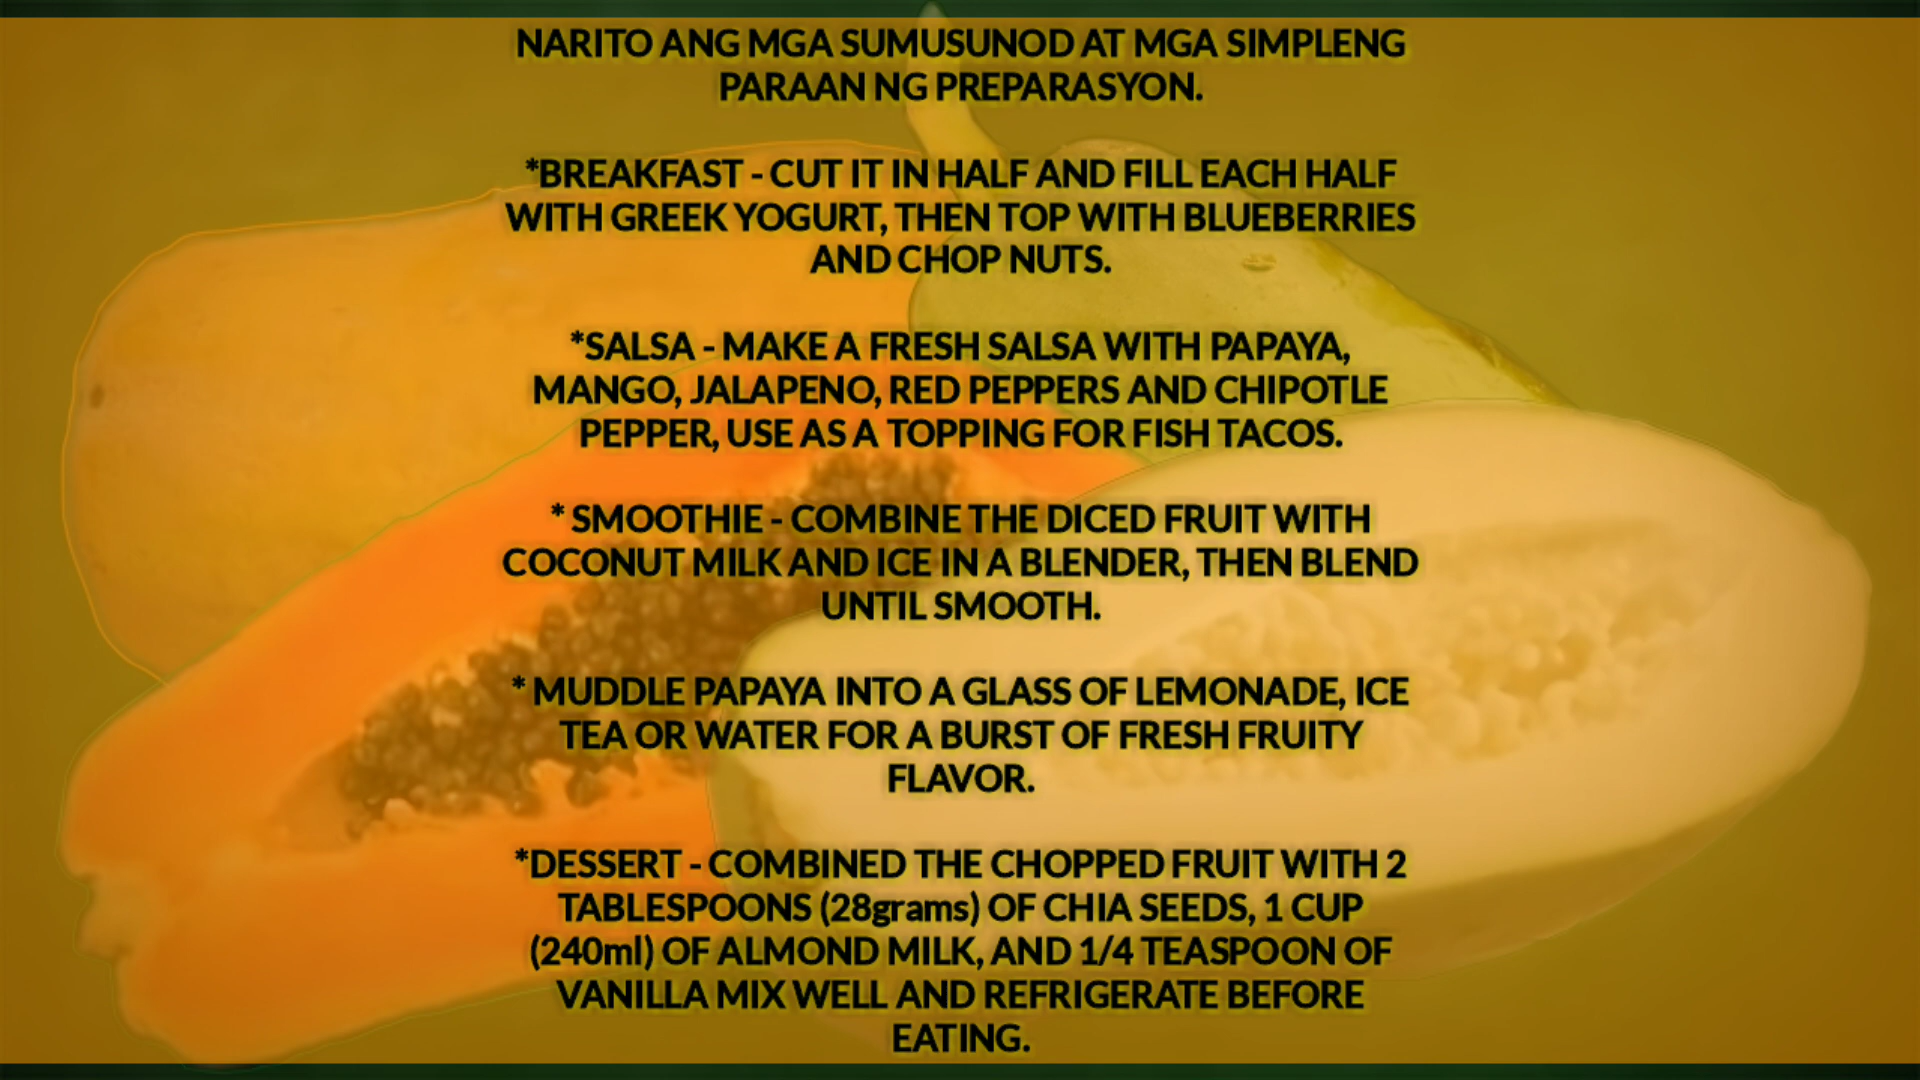 NARITO ANG MGA SUMUSUNOD AT MGA SIMPLENG
PARAAN NG PREPARASYON.
*BREAKFAST - CUT IT IN HALF AND FILL EACH HALF
WITH GREEK YOGURT, THEN TOP WITH BLUEBERRIES
AND CHOP NUTS.
*SALSA - MAKE A FRESH SALSA WITH PAPAYA,
MANGO, JALAPENO, RED PEPPERS AND CHIPOTLE
PEPPER, USE AS A TOPPING FOR FISH TACOS.
* SMOOTHIE - COMBINE THE DICED FRUIT WITH
COCONUT MILK AND ICE IN A BLENDER, THEN BLEND
UNTIL SMOOTH.
* MUDDLE PAPAYA INTO A GLASS OF LEMONADE, ICE
TEA OR WATER FOR A BURST OF FRESH FRUITY
FLAVOR.
*DESSERT - COMBINED THE CHOPPED FRUIT WITH 2
TABLESPOONS (28grams) OF CHIA SEEDS, 1 CUP
(240ml) OF ALMOND MILK, AND 1/4 TEASPOON OF
VANILLA MIX WELL AND REFRIGERATE BEFORE
EATING.